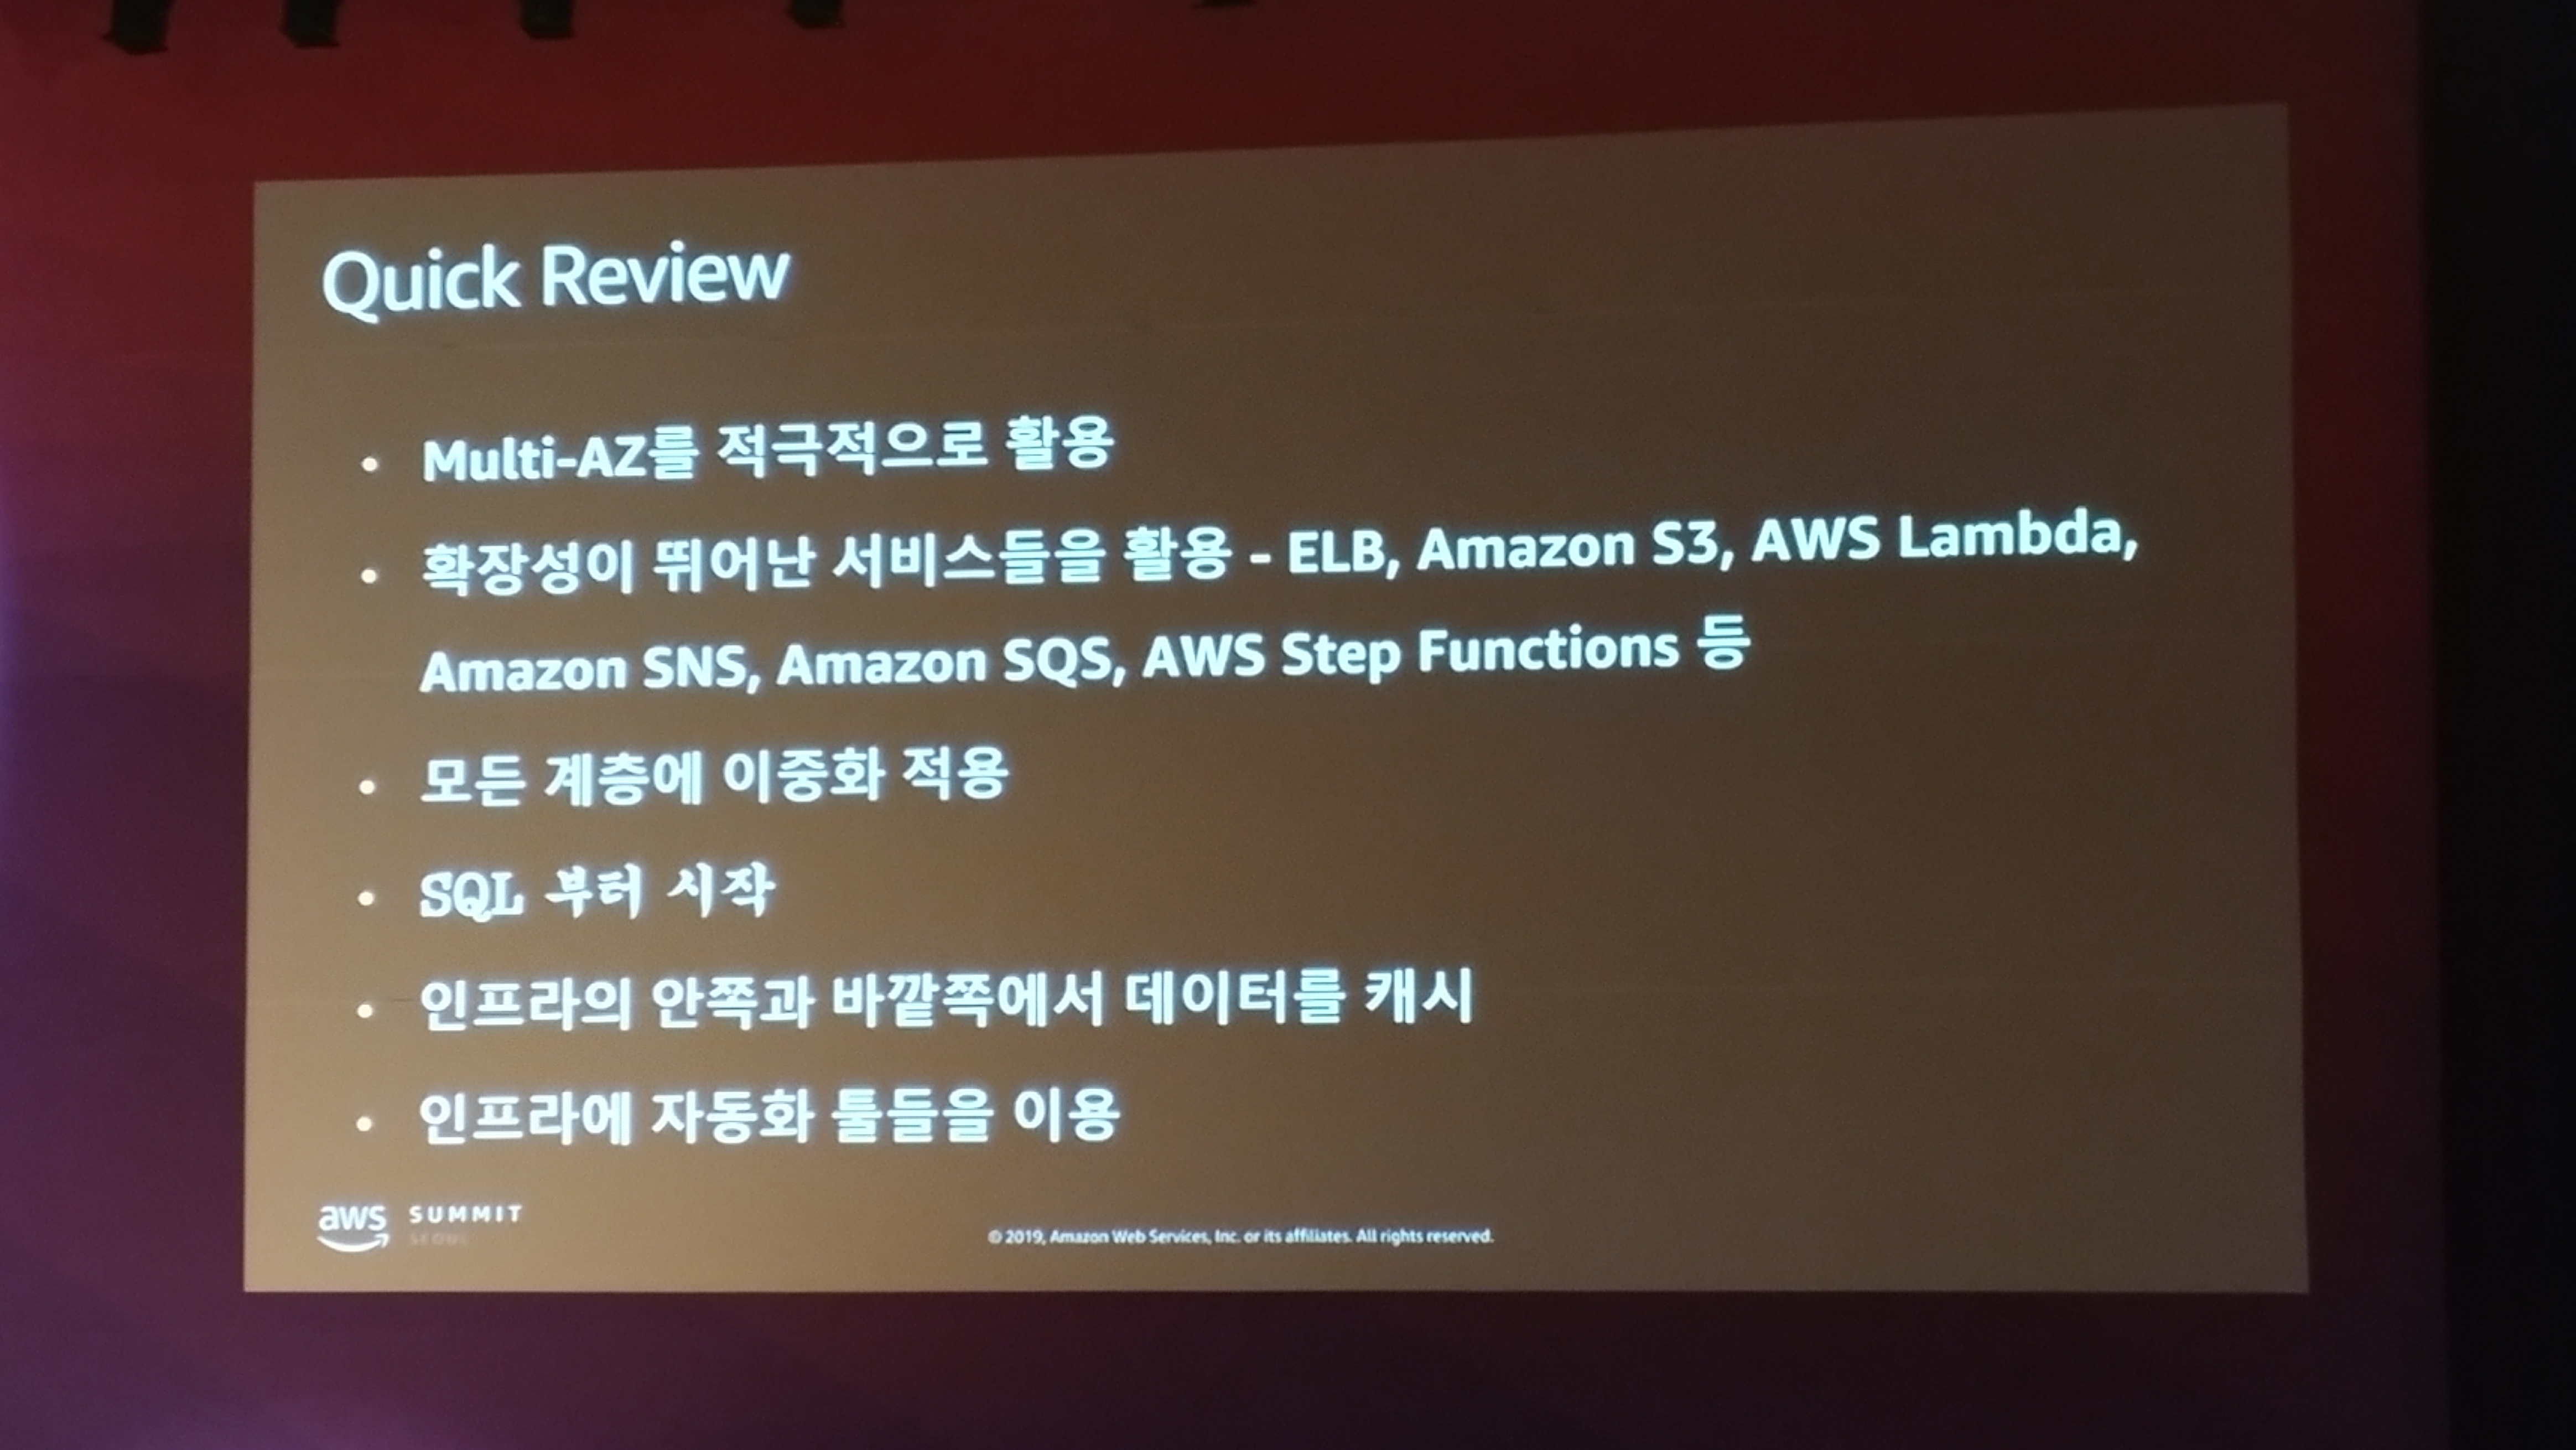 Quick Review
• Multi-AZ를 적극적으로 활용
• 확장성이 뛰어난 서비스들을 활용 - ELB, Amazon S3, AWS Lambda,
Amazon SNS, Amazon SQS, AWS Step Functions 등
• 모든 계층에 이중화 적용
• SQL 부터 시작
• 인프라의 안쪽과 바깥쪽에서 데이터를 캐시
• 인프라에 자동화 툴들을 이용
aws SUMMIT
SEOUL
© 2019, Amazon Web Services, Inc. or its affiliates. All rights reserved.